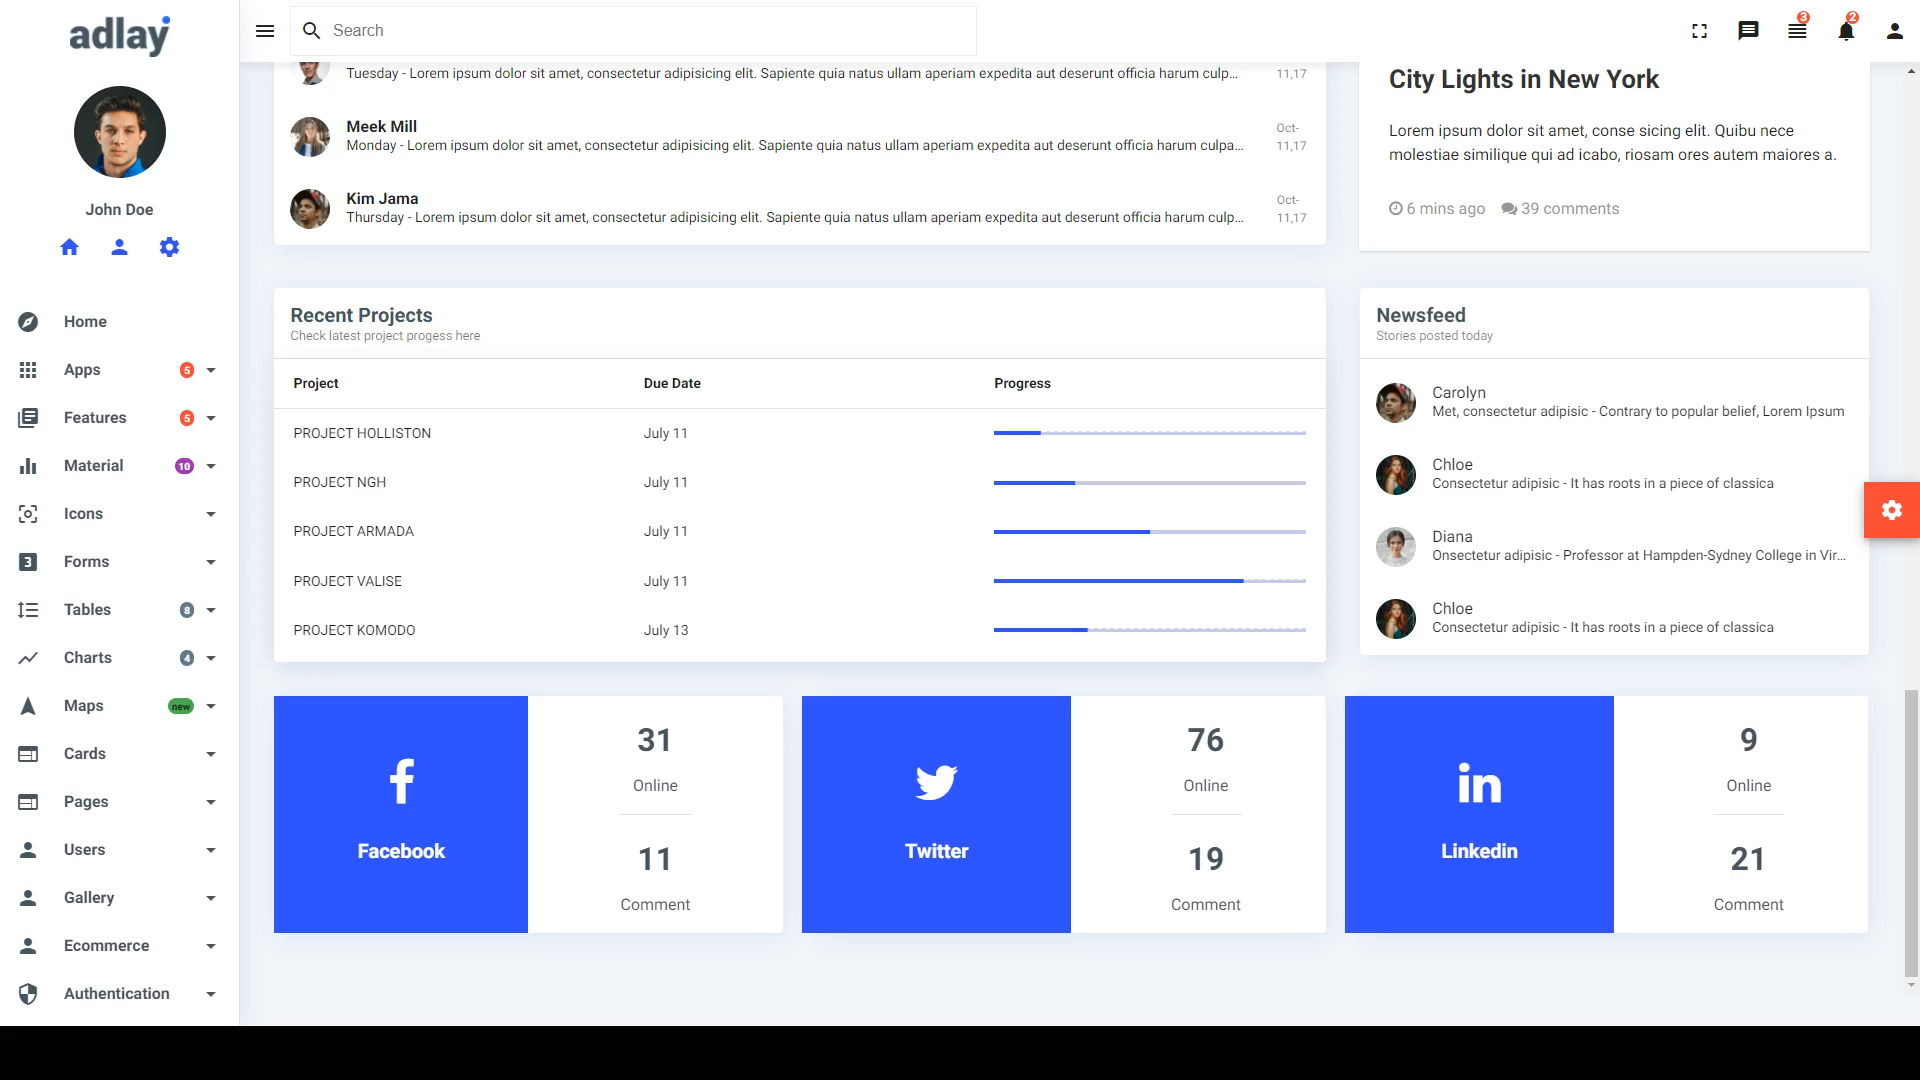 adlay
Search
3
2
John Doe
Home
Apps 5
Features 5
Material 10
Icons
Forms
Tables 8
Charts 4
Maps new
Cards
Pages
Users
Gallery
Ecommerce
Authentication
Tuesday - Lorem ipsum dolor sit amet, consectetur adipisicing elit. Sapiente quia natus ullam aperiam expedita aut deserunt officia harum culp...
11,17
Meek Mill
Monday - Lorem ipsum dolor sit amet, consectetur adipisicing elit. Sapiente quia natus ullam aperiam expedita aut deserunt officia harum culpa...
Oct-
11,17
Kim Jama
Thursday - Lorem ipsum dolor sit amet, consectetur adipisicing elit. Sapiente quia natus ullam aperiam expedita aut deserunt officia harum culp...
Oct-
11,17
City Lights in New York
Lorem ipsum dolor sit amet, conse sicing elit. Quibu nece
molestiae similique qui ad icabo, riosam ores autem maiores a.
6 mins ago 39 comments
Recent Projects
Check latest project progess here
Project Due Date Progress
PROJECT HOLLISTON July 11
PROJECT NGH July 11
PROJECT ARMADA July 11
PROJECT VALISE July 11
PROJECT KOMODO July 13
Newsfeed
Stories posted today
Carolyn
Met, consectetur adipisic - Contrary to popular belief, Lorem Ipsum
Chloe
Consectetur adipisic - It has roots in a piece of classica
Diana
Onsectetur adipisic - Professor at Hampden-Sydney College in Vir...
Chloe
Consectetur adipisic - It has roots in a piece of classica
Facebook
31
Online
11
Comment
Twitter
76
Online
19
Comment
Linkedin
9
Online
21
Comment